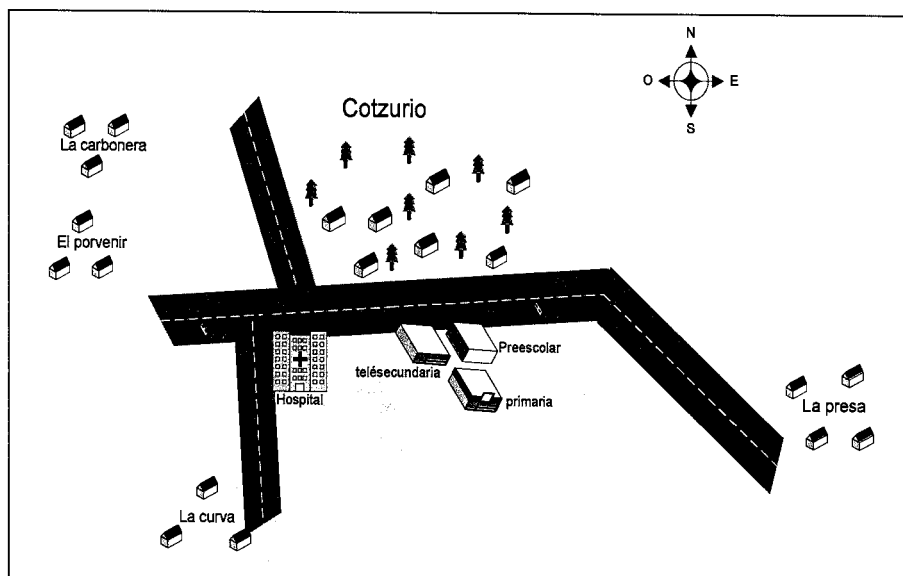 N
O E
S
Cotzurio
La carbonera
El porvenir
Preescolar
telésecundaria
Hospital
primaria
La presa
La curva